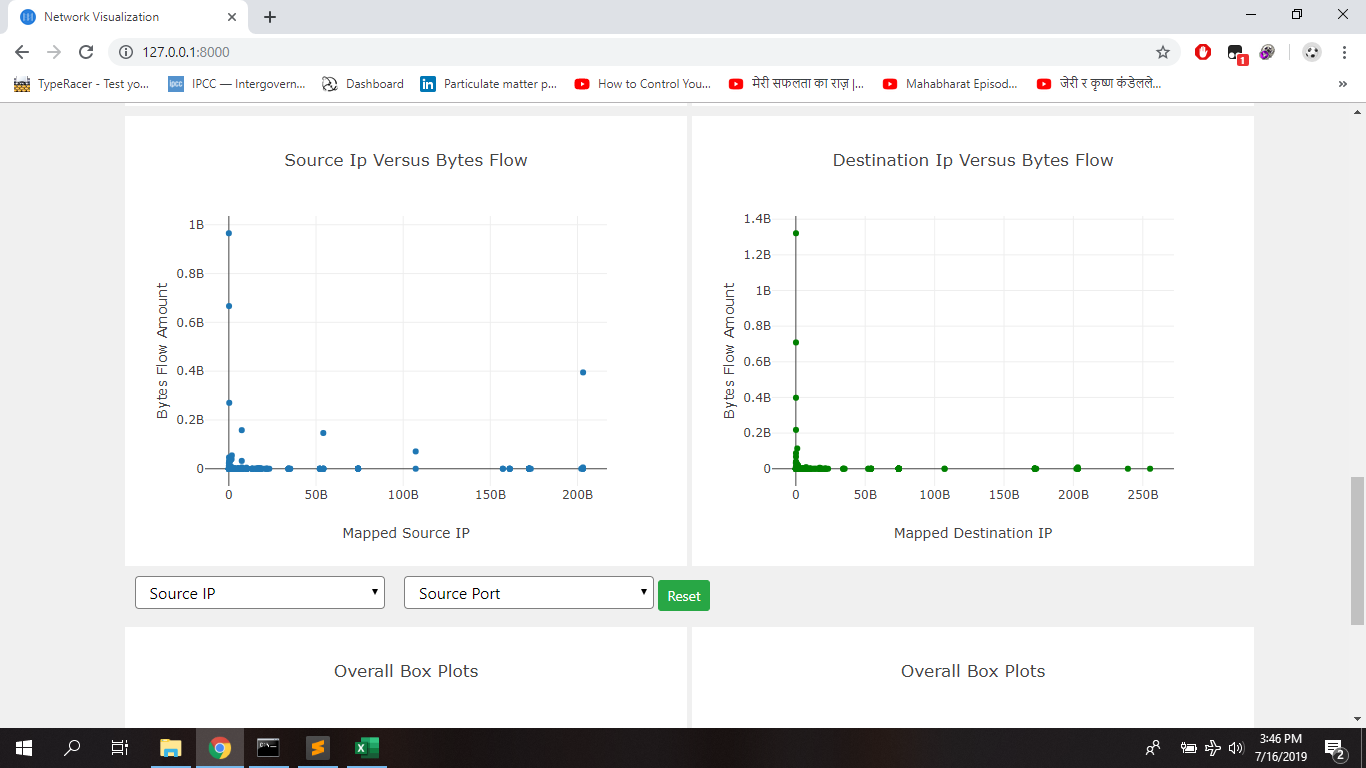 Network Visualization
127.0.0.1:8000
1
TypeRacer - Test yo...
ipcc
IPCC — Intergovern...
Dashboard
in
Particulate matter p...
How to Control You...
मेरी सफलता का राज़ |...
Mahabharat Episod...
जेरी र कृष्ण कंडेलले...
»
Source Ip Versus Bytes Flow
1B
0.8B
0.6B
0.4B
0.2B
0
Bytes Flow Amount
0
50B
100B
150B
200B
Mapped Source IP
Destination Ip Versus Bytes Flow
1.4B
1.2B
1B
0.8B
0.6B
0.4B
0.2B
0
Bytes Flow Amount
0
50B
100B
150B
200B
250B
Mapped Destination IP
Source IP
Source Port
Reset
Overall Box Plots
Overall Box Plots
3:46 PM
7/16/2019
2